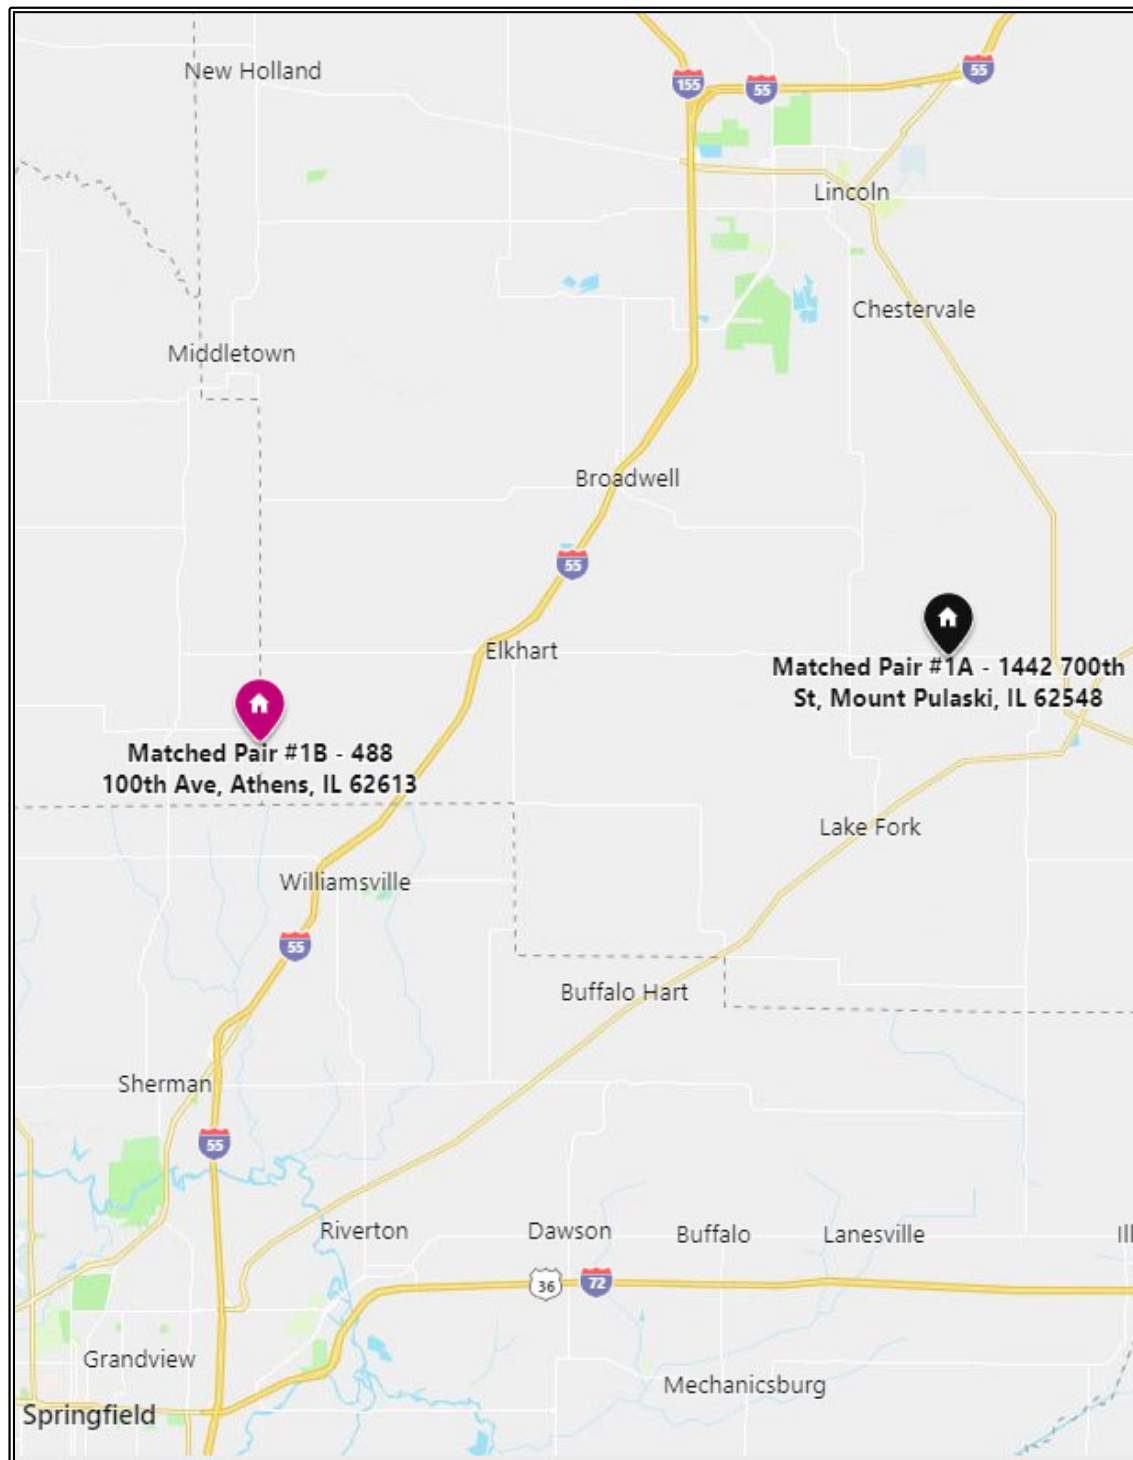 New Holland
155
55
55
Lincoln
Chestervale
Middletown
Broadwell
55
Elkhart
Matched Pair #1A - 1442 700th
St, Mount Pulaski, IL 62548
Matched Pair #1B - 488
100th Ave, Athens, IL 62613
Lake Fork
Williamsville
55
Buffalo Hart
Sherman
55
Riverton
Dawson
Buffalo
Lanesville
Ill
36
72
Grandview
Mechanicsburg
Springfield